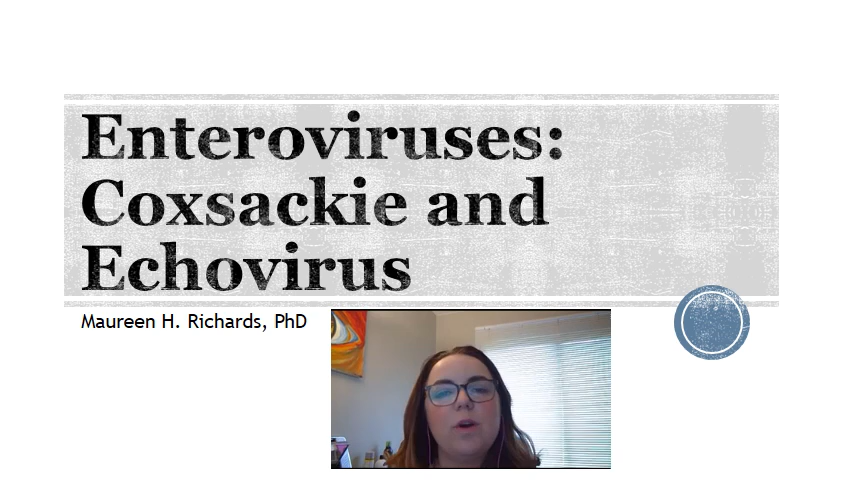 Enteroviruses:
Coxsackie and
Echovirus
Maureen H. Richards, PhD